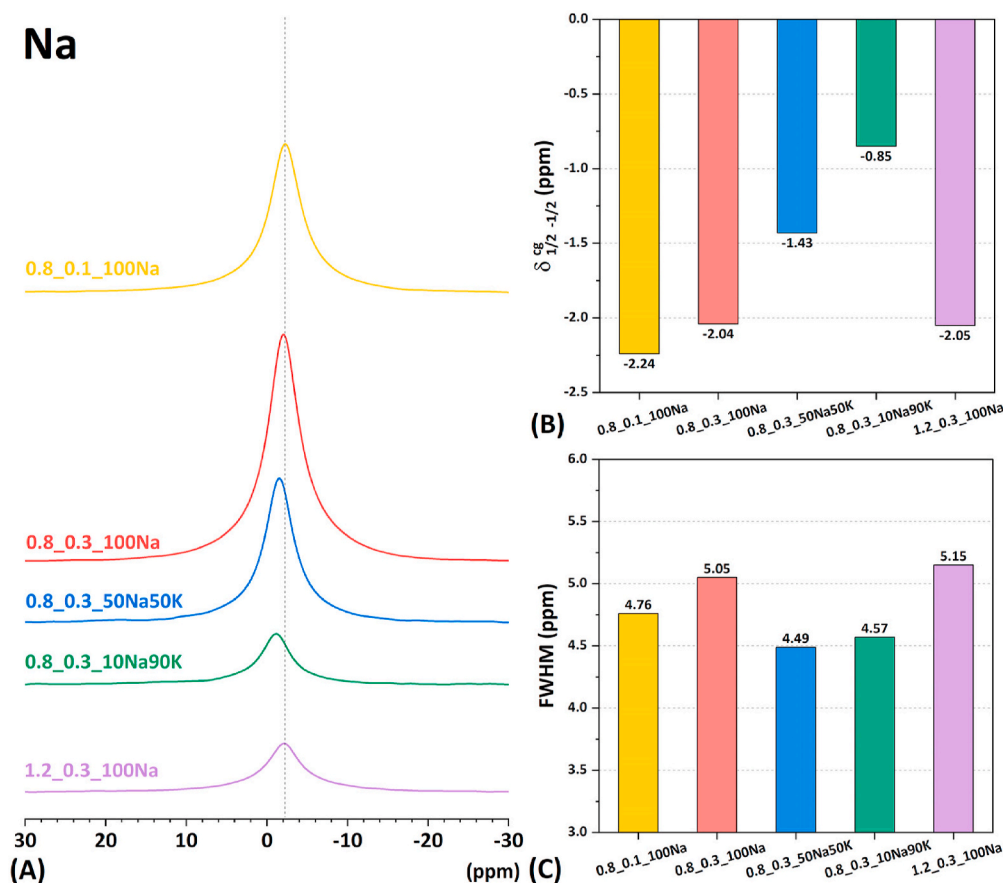 Na
0.8_0.1_100Na
0.8_0.3_100Na
0.8_0.3_50Na50K
0.8_0.3_10Na90K
1.2_0.3_100Na
30 20 10 0 -10 -20 -30
(A) (ppm)
δ cg 1/2 -1/2 (ppm)
0.0
-0.5
-1.0
-1.5
-2.0
-2.5
-2.24
-2.04
-1.43
-0.85
-2.05
0.8_0.1_100Na 0.8_0.3_100Na 0.8_0.3_50Na50K 0.8_0.3_10Na90K 1.2_0.3_100Na
(B)
FWHM (ppm)
6.0
5.5
5.0
4.5
4.0
3.5
3.0
4.76
5.05
4.49
4.57
5.15
0.8_0.1_100Na 0.8_0.3_100Na 0.8_0.3_50Na50K 0.8_0.3_10Na90K 1.2_0.3_100Na
(C)